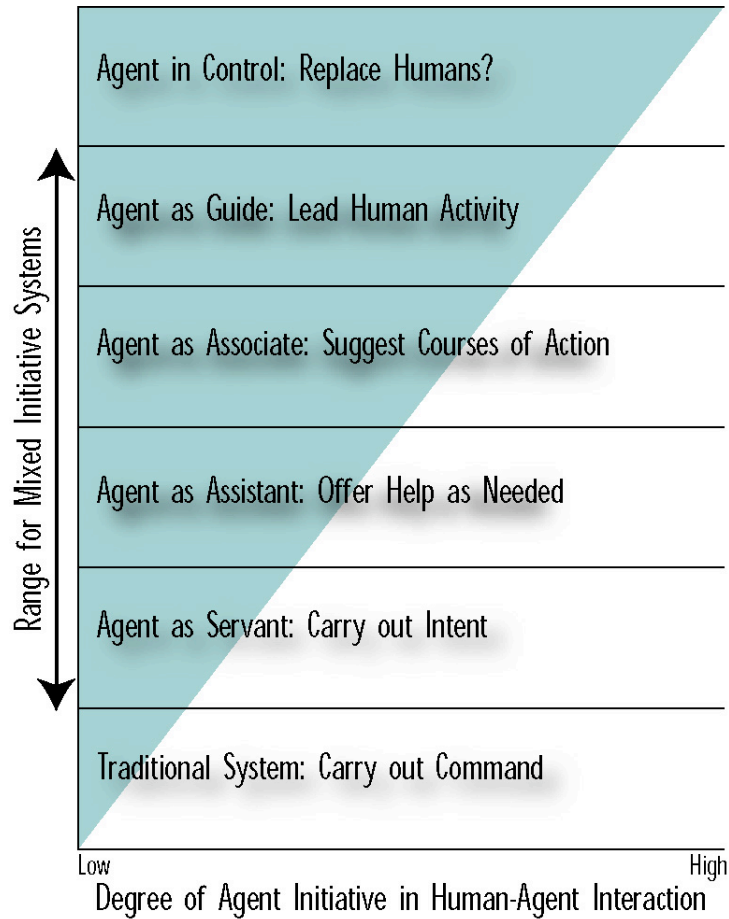 Agent in Control: Replace Humans?
Agent as Guide: Lead Human Activity
Agent as Associate: Suggest Courses of Action
Agent as Assistant: Offer Help as Needed
Agent as Servant: Carry out Intent
Traditional System: Carry out Command
Range for Mixed Initiative Systems
Low
High
Degree of Agent Initiative in Human-Agent Interaction